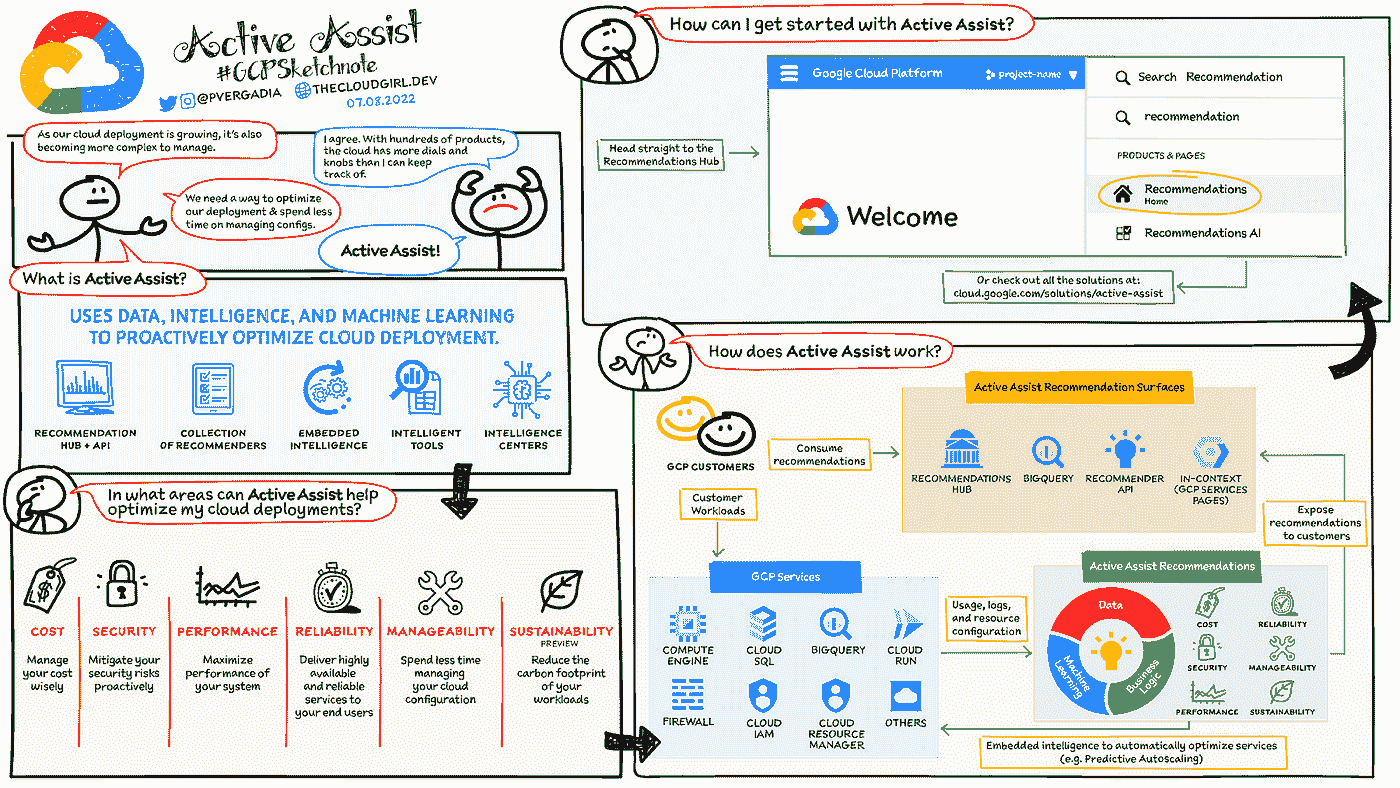 Active Assist
#GCPSketchnote
@PVERGADIA THECLOUDGIRL.DEV
07.08.2022
As our cloud deployment is growing, it's also
becoming more complex to manage.
I agree. With hundreds of products,
the cloud has more dials and
knobs than I can keep
track of.
We need a way to optimize
our deployment & spend less
time on managing configs.
Active Assist!
What is Active Assist?
USES DATA, INTELLIGENCE, AND MACHINE LEARNING
TO PROACTIVELY OPTIMIZE CLOUD DEPLOYMENT.
RECOMMENDATION
HUB + API
COLLECTION
OF RECOMMENDERS
EMBEDDED
INTELLIGENCE
INTELLIGENT
TOOLS
INTELLIGENCE
CENTERS
In what areas can Active Assist help
optimize my cloud deployments?
COST
Manage
your cost
wisely
SECURITY
Mitigate your
security risks
proactively
PERFORMANCE
Maximize
performance of
your system
RELIABILITY
Deliver highly
available
and reliable
services to
your end users
MANAGEABILITY
Spend less time
managing
your cloud
configuration
SUSTAINABILITY
PREVIEW
Reduce the
carbon footprint
of your
workloads
How can I get started with Active Assist?
Head straight to the
Recommendations Hub
Google Cloud Platform
project-name
Welcome
Search Recommendation
recommendation
PRODUCTS & PAGES
Recommendations
Home
Recommendations AI
Or check out all the solutions at:
cloud.google.com/solutions/active-assist
How does Active Assist work?
GCP CUSTOMERS
Consume
recommendations
Customer
Workloads
Active Assist Recommendation Surfaces
RECOMMENDATIONS
HUB
BIGQUERY
RECOMMENDER
API
IN-CONTEXT
(GCP SERVICES
PAGES)
Expose
recommendations
to customers
GCP Services
COMPUTE
ENGINE
CLOUD
SQL
BIGQUERY
CLOUD
RUN
FIREWALL
CLOUD
IAM
CLOUD
RESOURCE
MANAGER
OTHERS
Usage, logs,
and resource
configuration
Active Assist Recommendations
Data
Machine
Learning
Business
Logic
COST
RELIABILITY
SECURITY
MANAGEABILITY
PERFORMANCE
SUSTAINABILITY
Embedded intelligence to automatically optimize services
(e.g. Predictive Autoscaling)